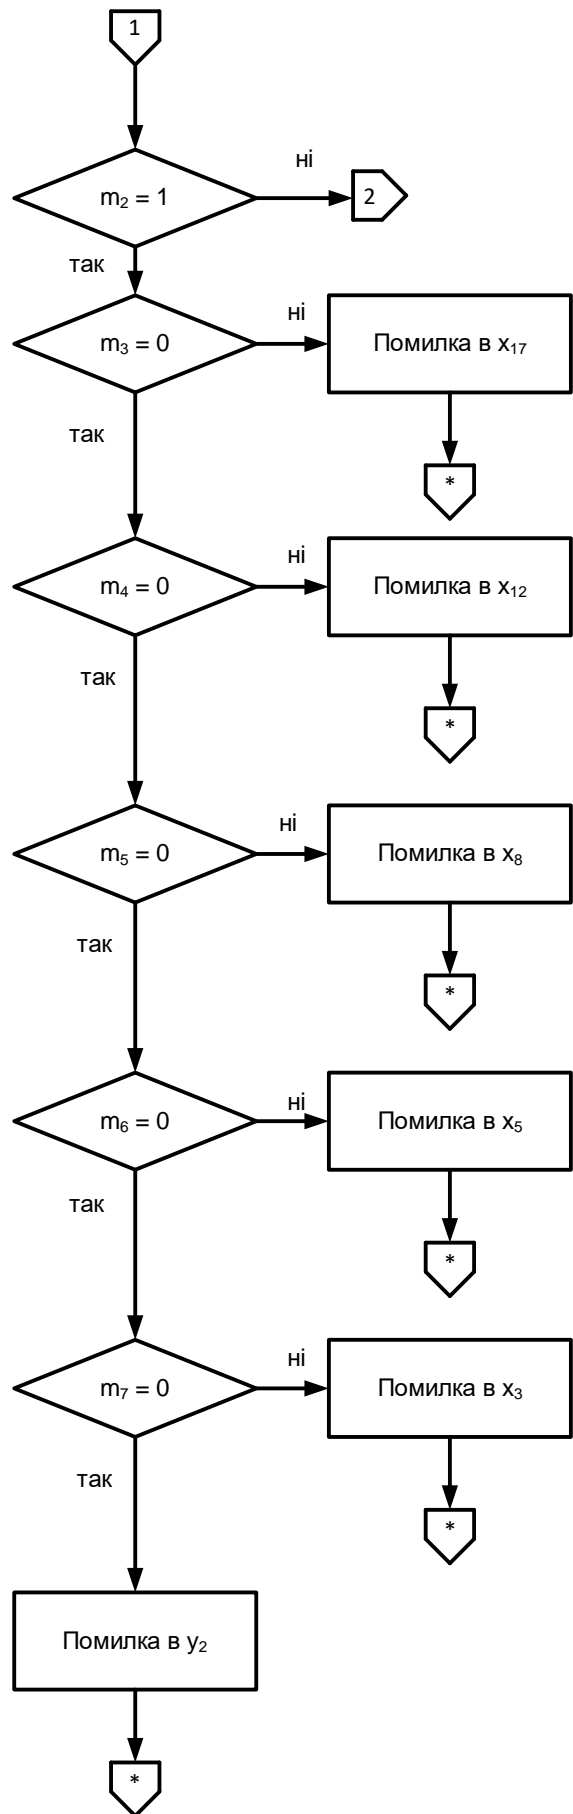 1
m₂ = 1
ні
2
так
m₃ = 0
ні
Помилка в x₁₇
*
так
m₄ = 0
ні
Помилка в x₁₂
*
так
m₅ = 0
ні
Помилка в x₈
*
так
m₆ = 0
ні
Помилка в x₅
*
так
m₇ = 0
ні
Помилка в x₃
*
так
Помилка в y₂
*